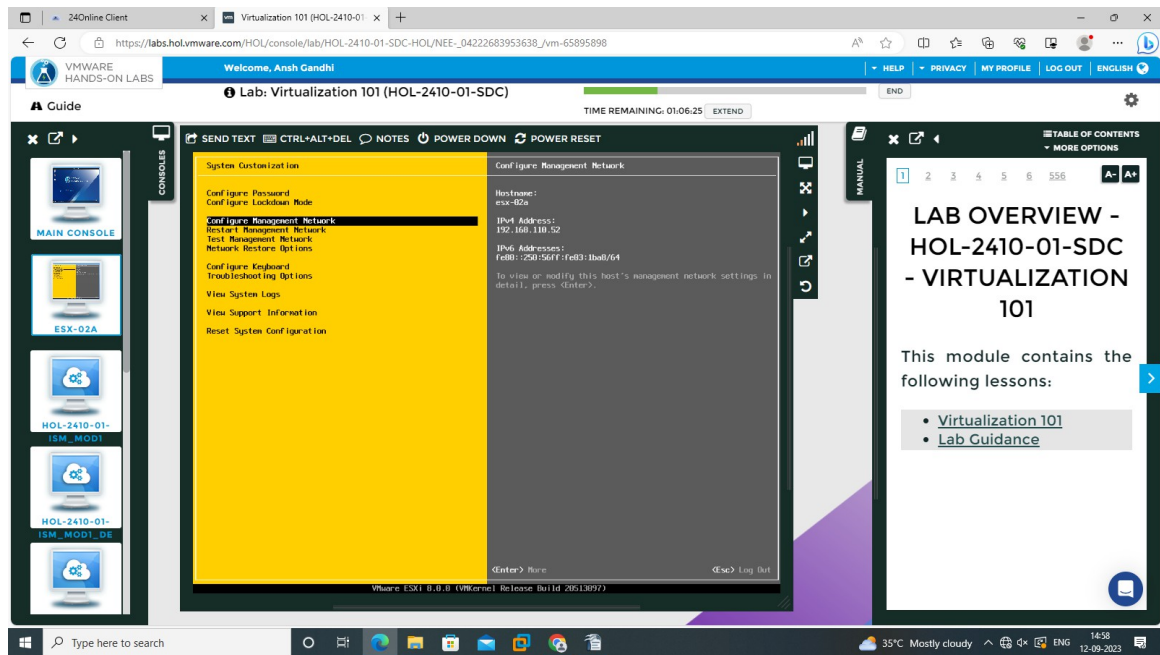 24Online Client
Virtualization 101 (HOL-2410-01
https://labs.hol.vmware.com/HOL/console/lab/HOL-2410-01-SDC-HOL/NEE-_04222683953638_/vm-65895898
VMWARE
HANDS-ON LABS
Welcome, Ansh Gandhi
HELP
PRIVACY
MY PROFILE
LOG OUT
ENGLISH
Guide
Lab: Virtualization 101 (HOL-2410-01-SDC)
TIME REMAINING: 01:06:25
EXTEND
END
CONSOLES
MAIN CONSOLE
ESX-02A
HOL-2410-01-
ISM_MOD1
HOL-2410-01-
ISM_MOD1_DE
SEND TEXT
CTRL+ALT+DEL
NOTES
POWER DOWN
POWER RESET
System Customization
Configure Password
Configure Lockdown Mode
Configure Management Network
Restart Management Network
Test Management Network
Network Restore Options
Configure Keyboard
Troubleshooting Options
View System Logs
View Support Information
Reset System Configuration
Configure Management Network
Hostname:
esx-02a
IPv4 Address:
192.168.110.52
IPv6 Addresses:
fe80::250:56ff:fe03:1ba8/64
To view or modify this host's management network settings in
detail, press <Enter>.
<Enter> More
<Esc> Log Out
VMware ESXi 8.0.0 (VMKernel Release Build 20513097)
MANUAL
TABLE OF CONTENTS
MORE OPTIONS
1 2 3 4 5 6 556
A- A+
LAB OVERVIEW -
HOL-2410-01-SDC
- VIRTUALIZATION
101
This module contains the
following lessons:
Virtualization 101
Lab Guidance
Type here to search
35°C Mostly cloudy
ENG
14:58
12-09-2023